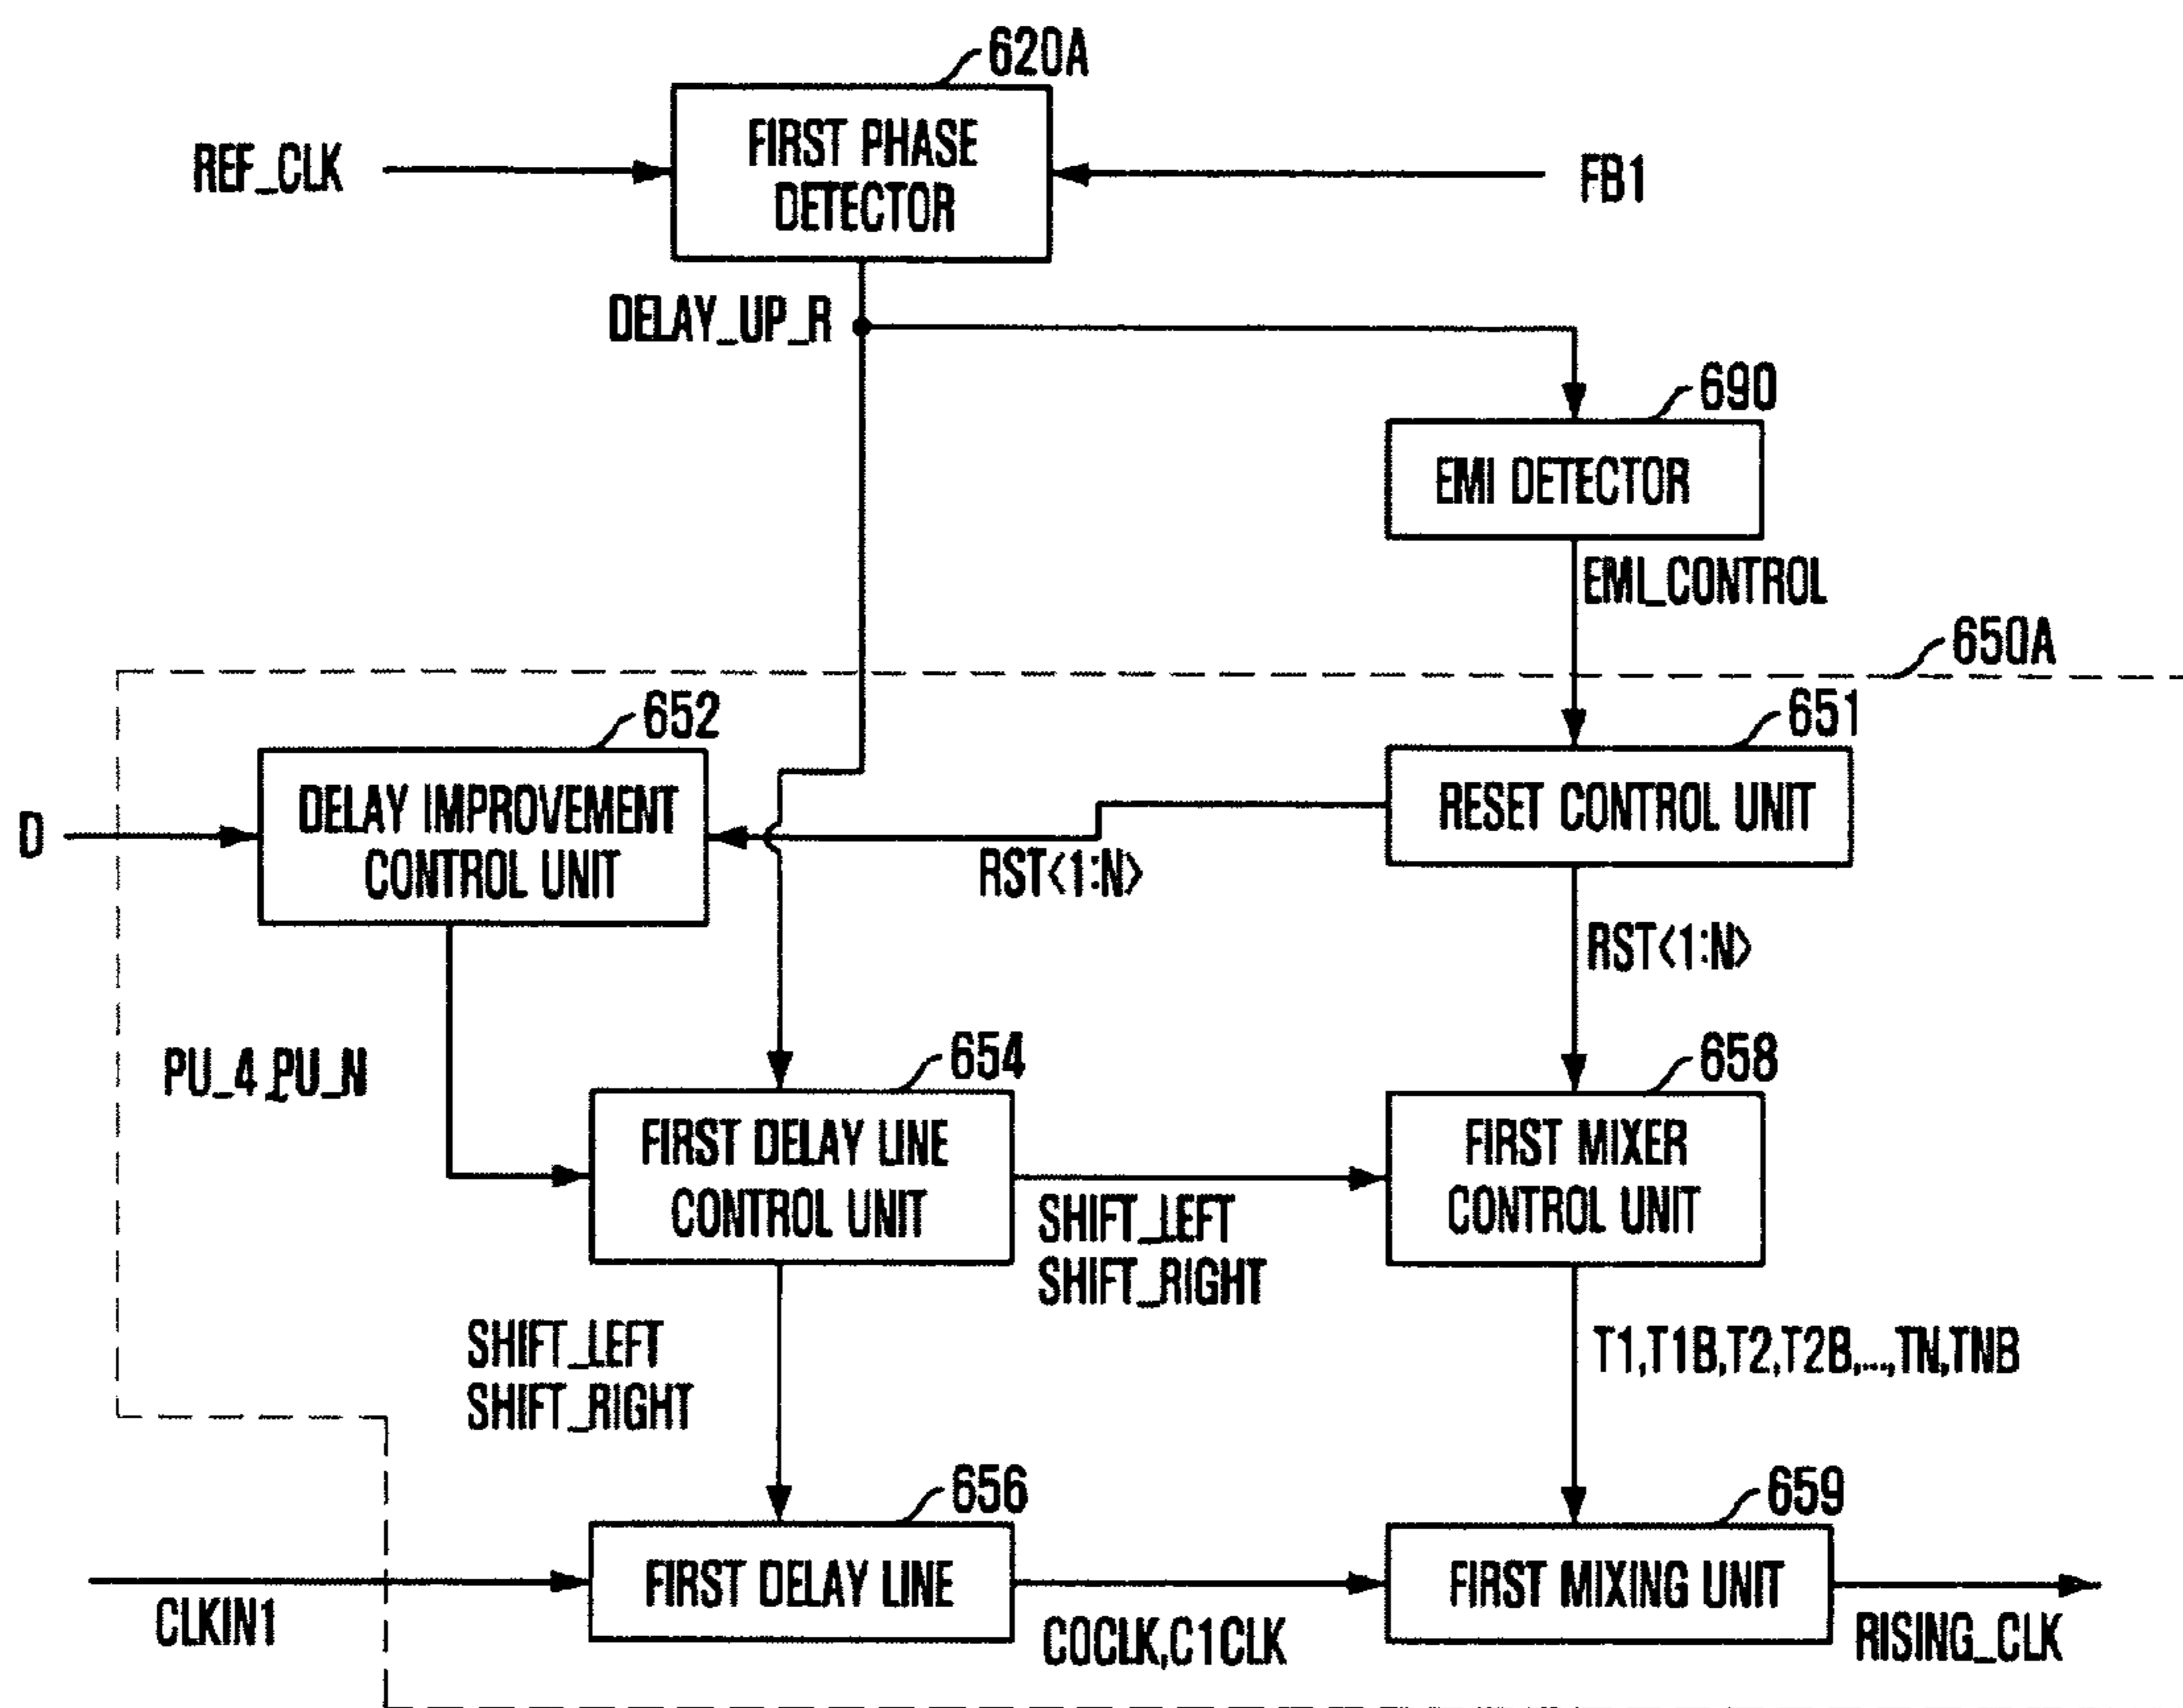 620A
FIRST PHASE
DETECTOR
REF_CLK
FB1
DELAY_UP_R
690
EMI DETECTOR
EMI_CONTROL
650A
652
651
DELAY IMPROVEMENT
CONTROL UNIT
RESET CONTROL UNIT
D
RST<1:N>
RST<1:N>
PU_4_PU_N
654
658
FIRST DELAY LINE
CONTROL UNIT
FIRST MIXER
CONTROL UNIT
SHIFT_LEFT
SHIFT_RIGHT
SHIFT_LEFT
SHIFT_RIGHT
T1,T1B,T2,T2B,...,TN,TNB
656
659
FIRST DELAY LINE
FIRST MIXING UNIT
CLKIN1
C0CLK,C1CLK
RISING_CLK